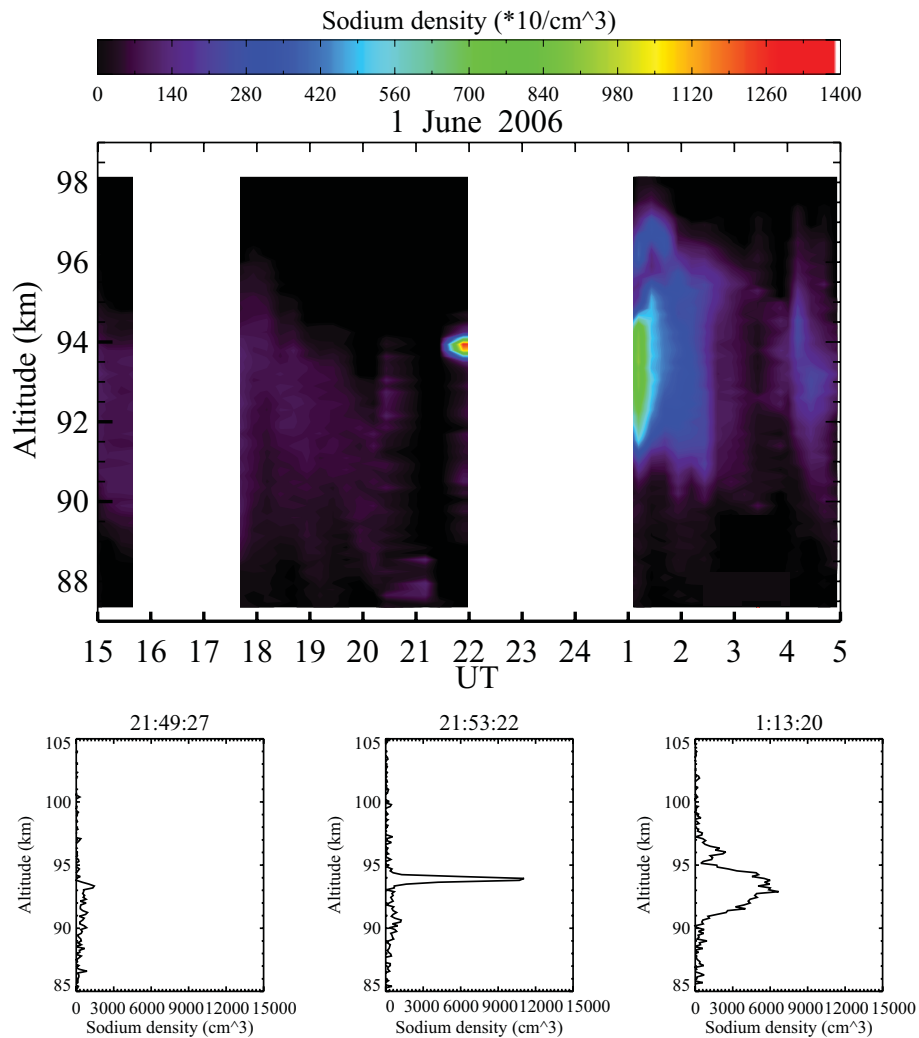 Sodium density (*10/cm^3)
0 140 280 420 560 700 840 980 1120 1260 1400
1 June 2006
Altitude (km)
98
96
94
92
90
88
15 16 17 18 19 20 21 22 23 24 1 2 3 4 5
UT
21:49:27 21:53:22 1:13:20
105 105 105
100 100 100
Altitude (km) Altitude (km) Altitude (km)
95 95 95
90 90 90
85 85 85
0 3000 6000 9000 12000 15000 0 3000 6000 9000 12000 15000 0 3000 6000 9000 12000 15000
Sodium density (cm^3) Sodium density (cm^3) Sodium density (cm^3)